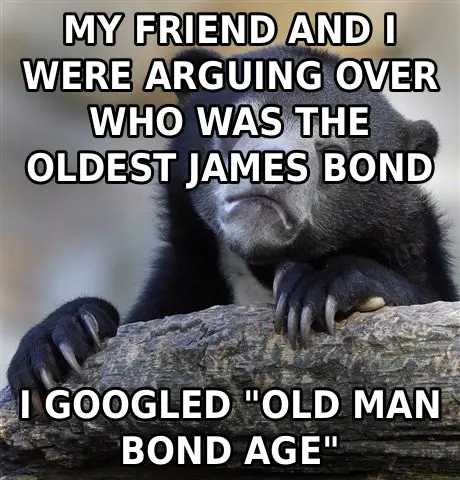 MY FRIEND AND I
WERE ARGUING OVER
WHO WAS THE
OLDEST JAMES BOND
I GOOGLED "OLD MAN
BOND AGE"